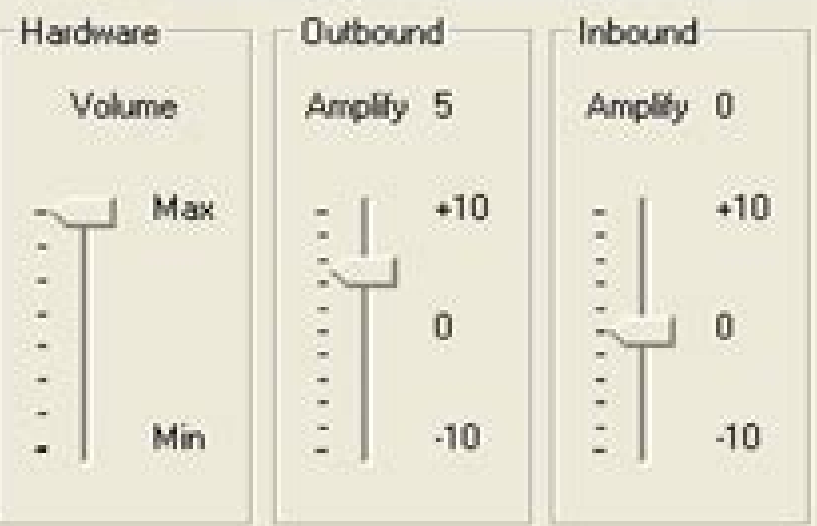 Hardware
Volume
Max
Min
Outbound
Amplify 5
+10
0
-10
Inbound
Amplify 0
+10
0
-10